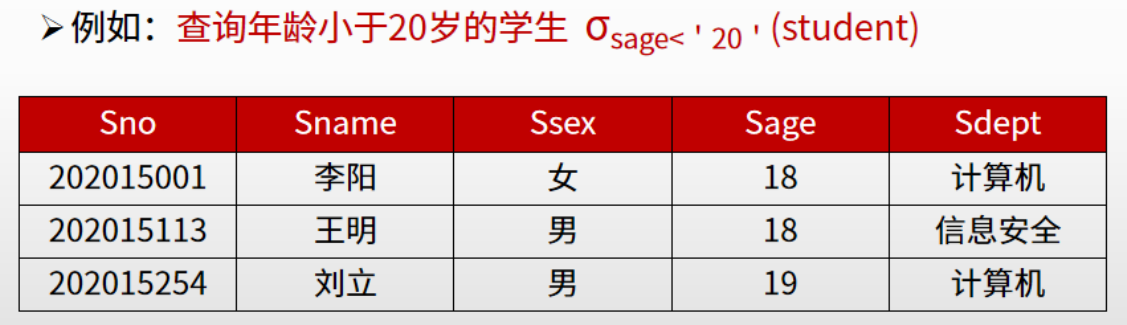 ➢例如：查询年龄小于20岁的学生 σsage<＇20＇(student)
Sno Sname Ssex Sage Sdept
202015001 李阳 女 18 计算机
202015113 王明 男 18 信息安全
202015254 刘立 男 19 计算机